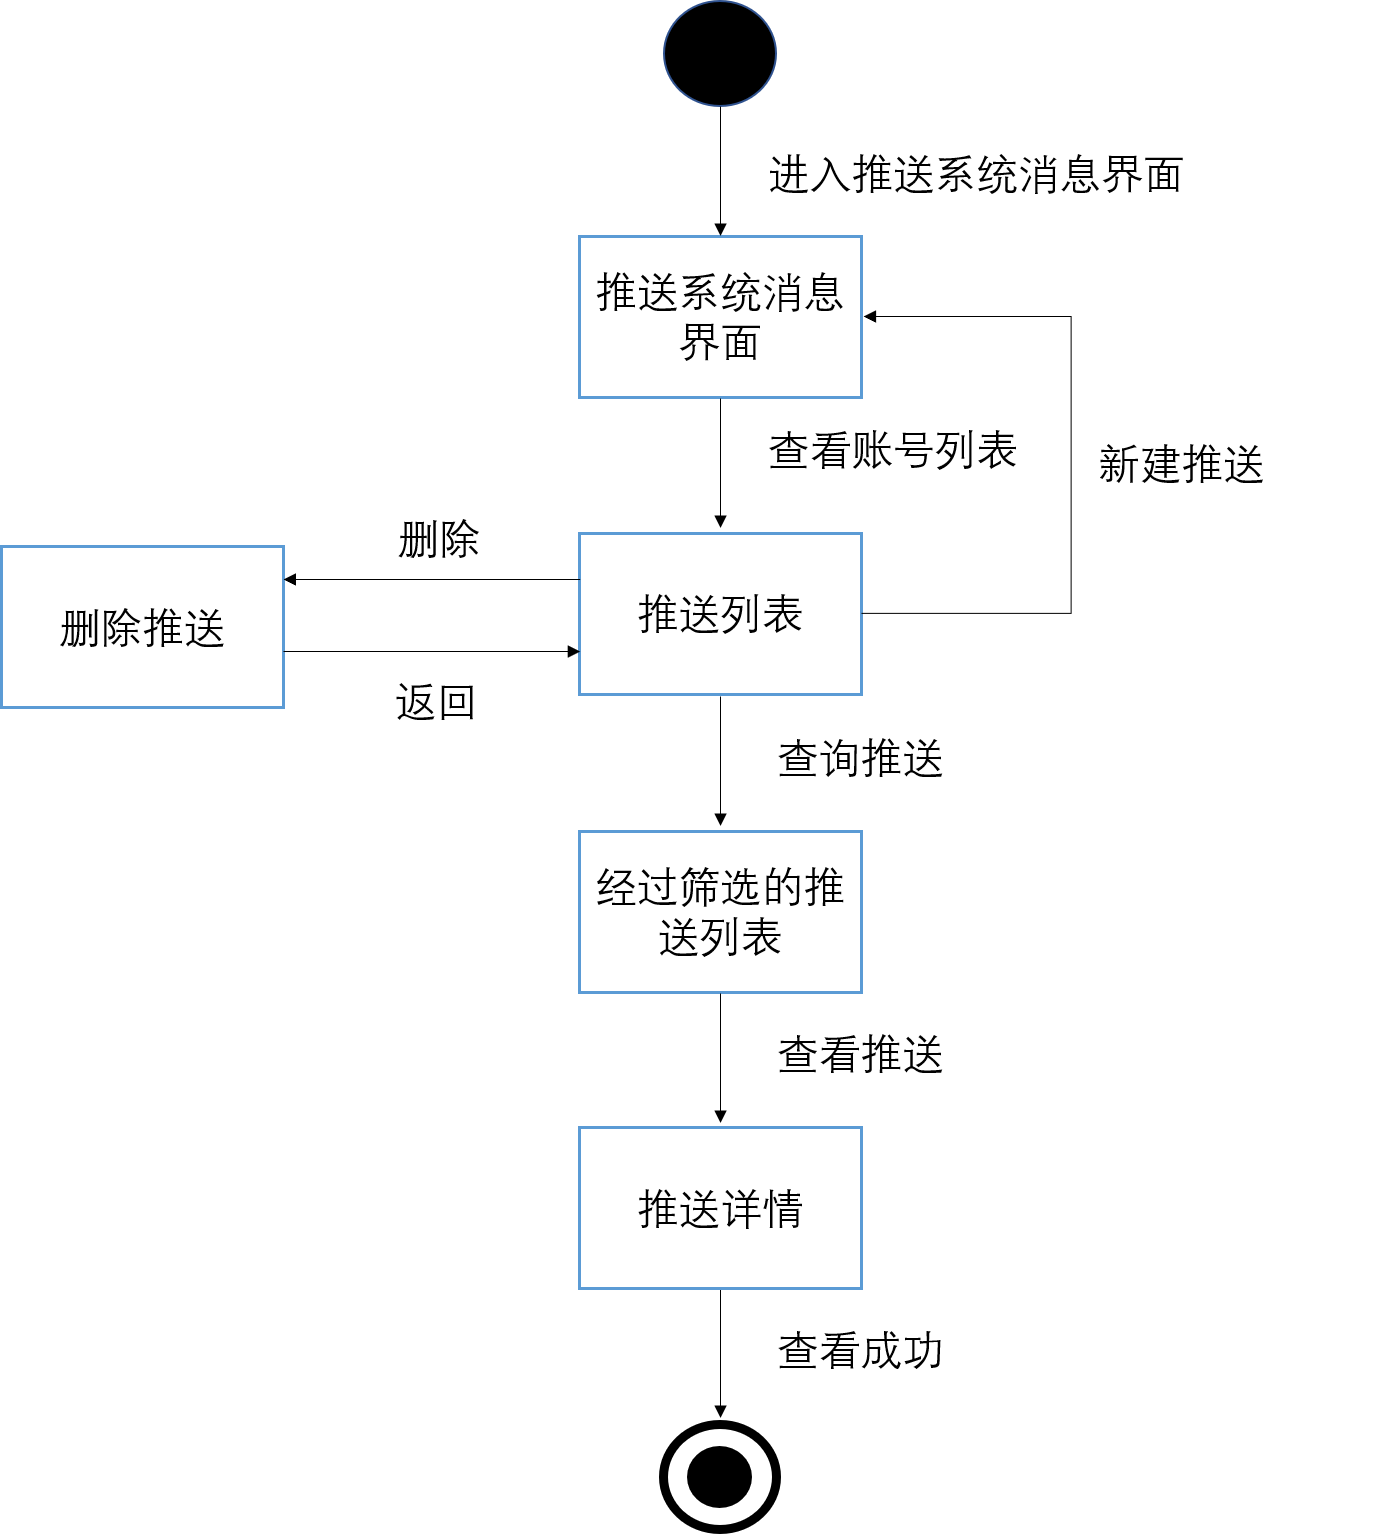 进入推送系统消息界面
推送系统消息
界面
查看账号列表
新建推送
删除
删除推送
推送列表
返回
查询推送
经过筛选的推
送列表
查看推送
推送详情
查看成功